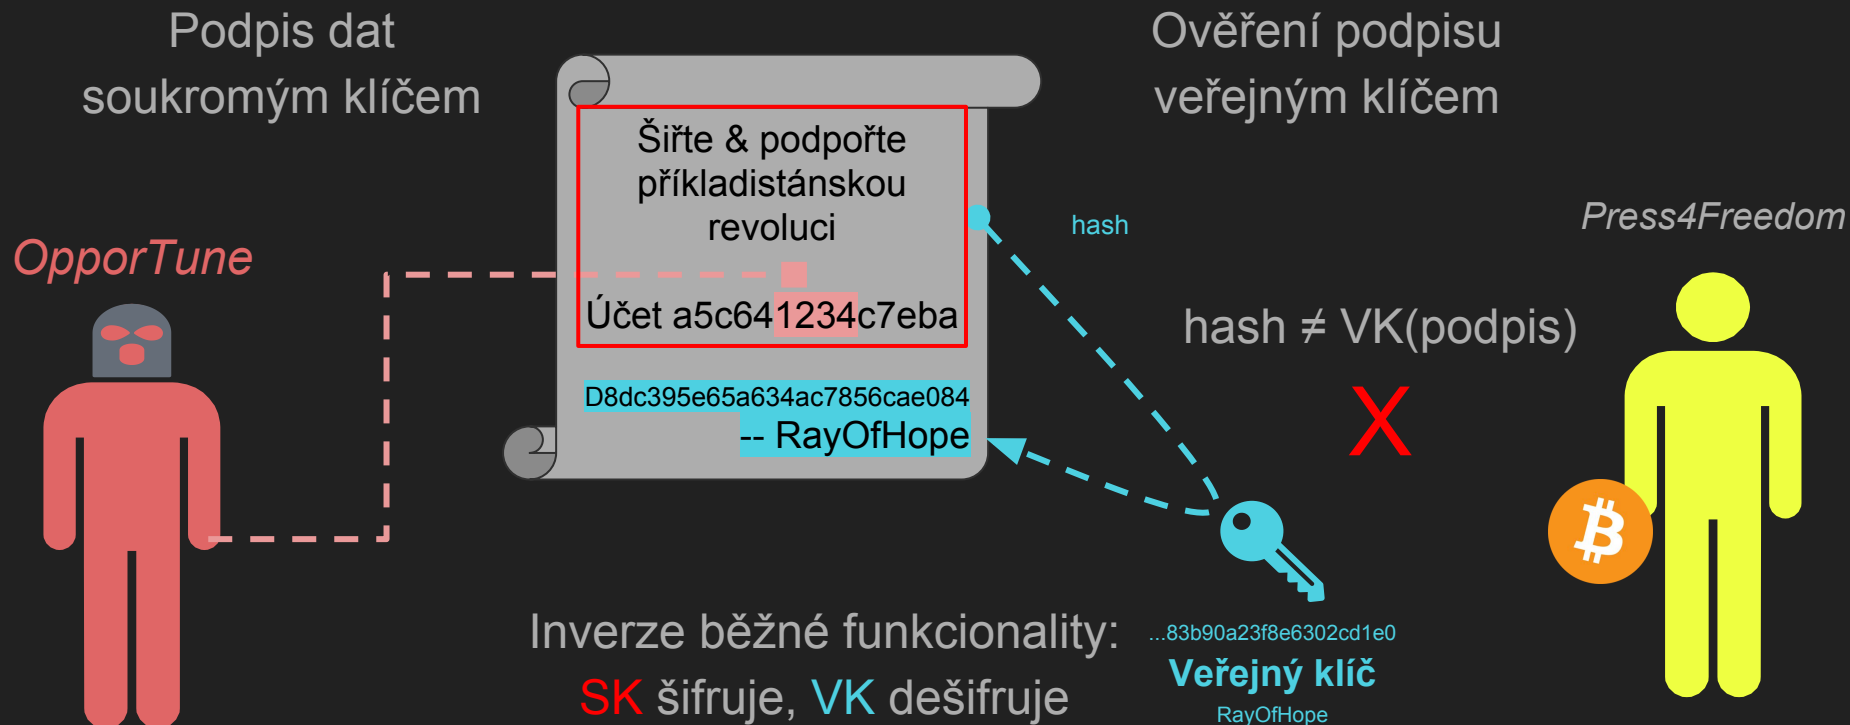 Podpis dat
soukromým klíčem
Ověření podpisu
veřejným klíčem
Šiřte & podpořte
příkladistánskou
revoluci
Účet a5c641234c7eba
D8dc395e65a634ac7856cae084
-- RayOfHope
OpporTune
hash
Press4Freedom
hash ≠ VK(podpis)
X
Inverze běžné funkcionality:
SK šifruje, VK dešifruje
...83b90a23f8e6302cd1e0
Veřejný klíč
RayOfHope